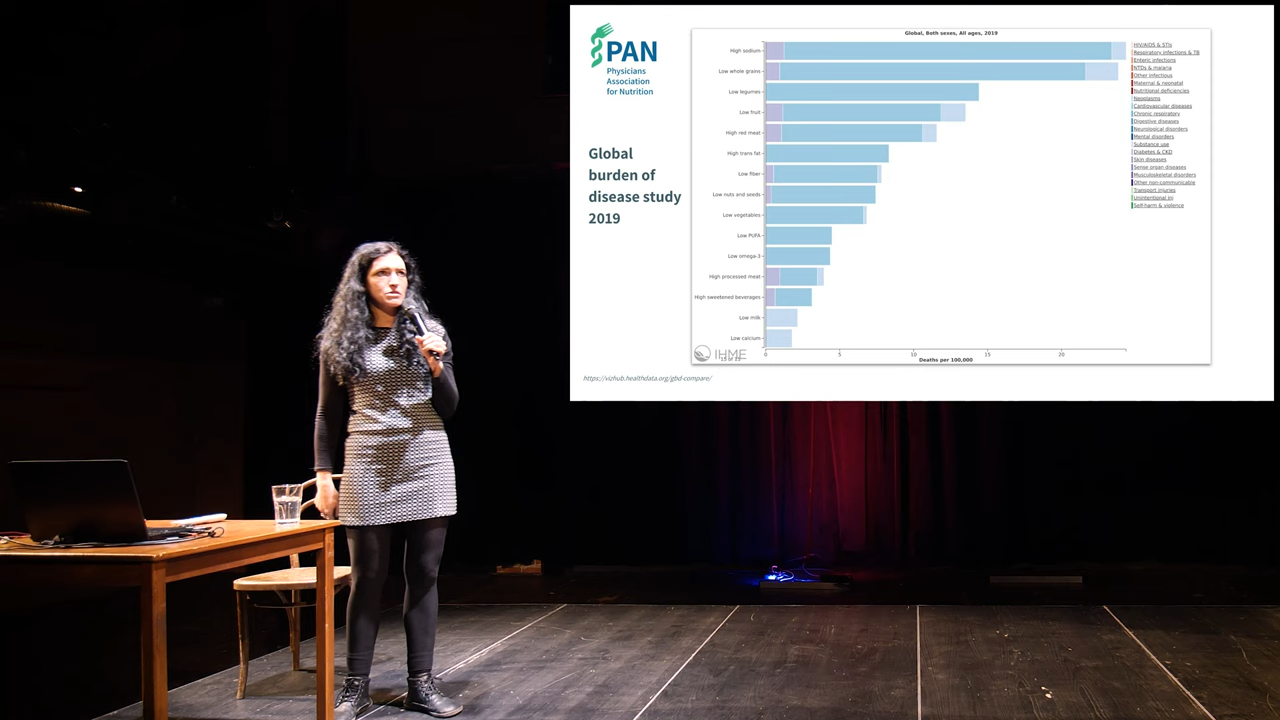 PAN
Physicians
Association
for Nutrition
Global
burden of
disease study
2019
Global, Both sexes, All ages, 2019
High sodium
Low whole grains
Low legumes
Low fruit
High red meat
High trans fat
Low fiber
Low nuts and seeds
Low vegetables
Low PUFA
Low omega-3
High processed meat
High sweetened beverages
Low milk
Low calcium
0 5 10 15 20
Deaths per 100,000
IHME
HIV/AIDS & STIs
Respiratory infections & TB
Enteric infections
NTDs & malaria
Other infectious
Maternal & neonatal
Nutritional deficiencies
Neoplasms
Cardiovascular diseases
Chronic respiratory
Digestive diseases
Neurological disorders
Mental disorders
Substance use
Diabetes & CKD
Skin diseases
Sense organ diseases
Musculoskeletal disorders
Other non-communicable
Transport injuries
Unintentional inj
Self-harm & violence
https://vizhub.healthdata.org/gbd-compare/